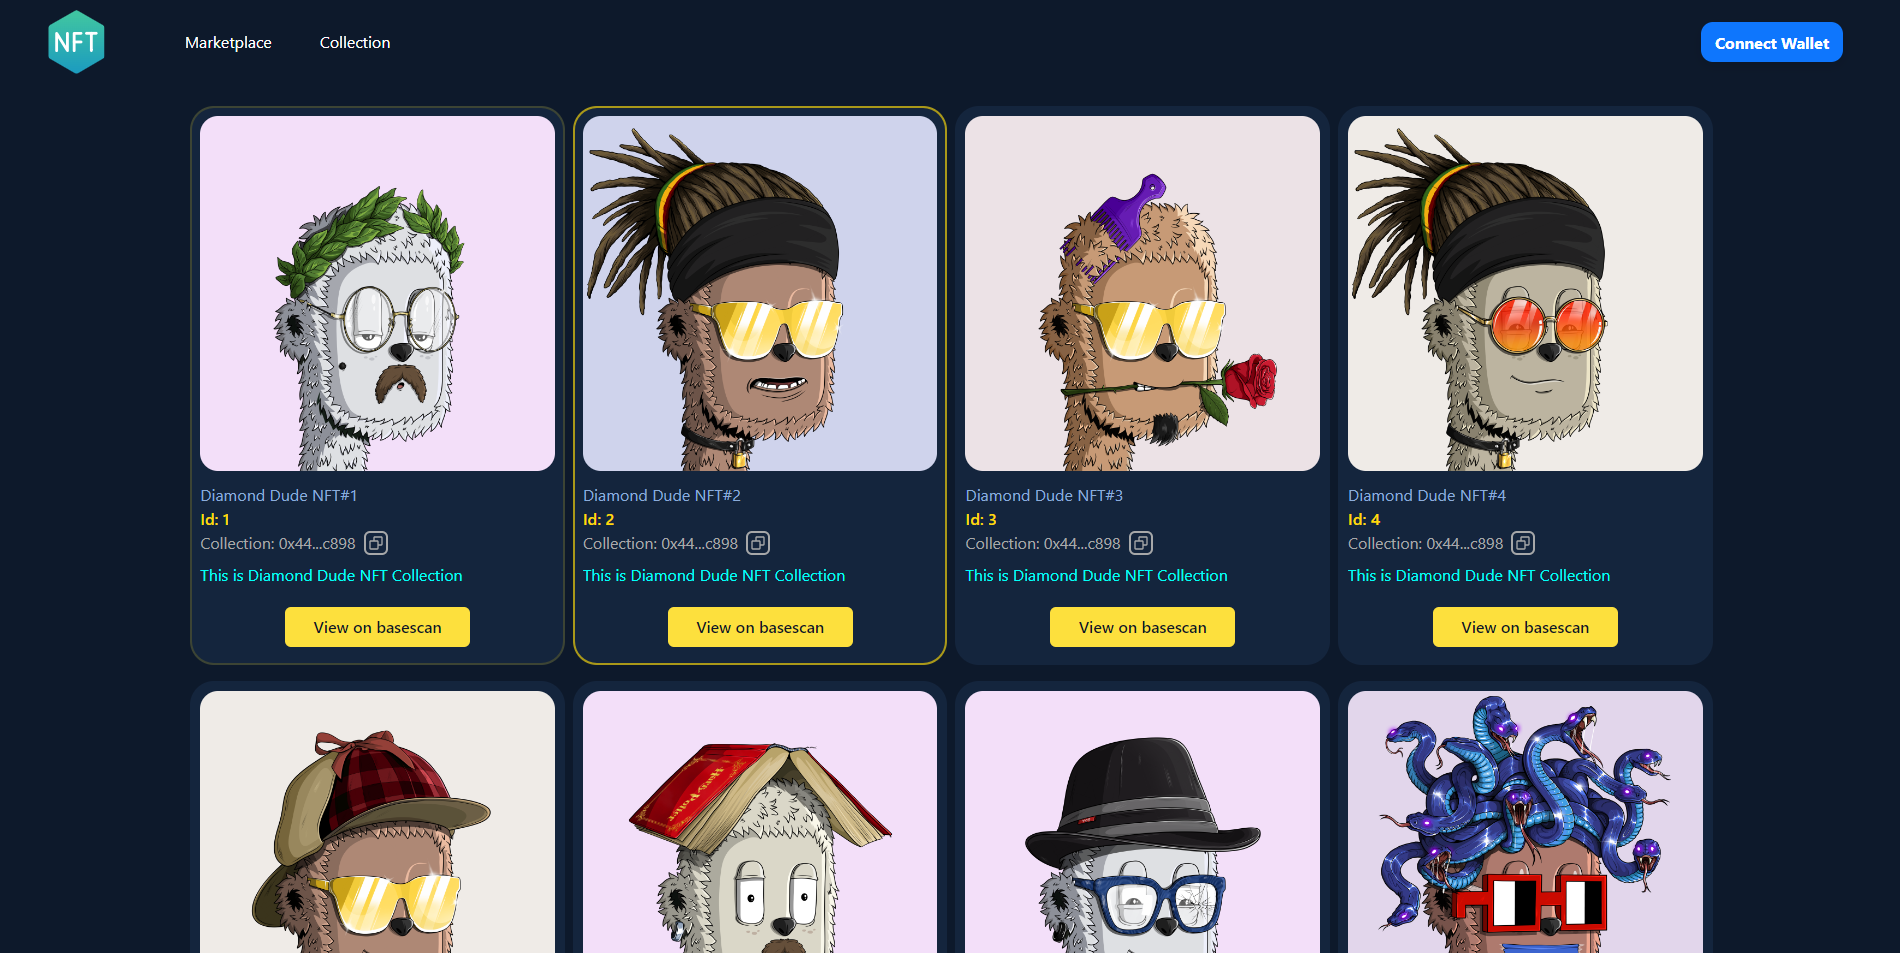 NFT
Marketplace
Collection
Connect Wallet
Diamond Dude NFT#1
Id: 1
Collection: 0x44...c898
This is Diamond Dude NFT Collection
View on basescan
Diamond Dude NFT#2
Id: 2
Collection: 0x44...c898
This is Diamond Dude NFT Collection
View on basescan
Diamond Dude NFT#3
Id: 3
Collection: 0x44...c898
This is Diamond Dude NFT Collection
View on basescan
Diamond Dude NFT#4
Id: 4
Collection: 0x44...c898
This is Diamond Dude NFT Collection
View on basescan